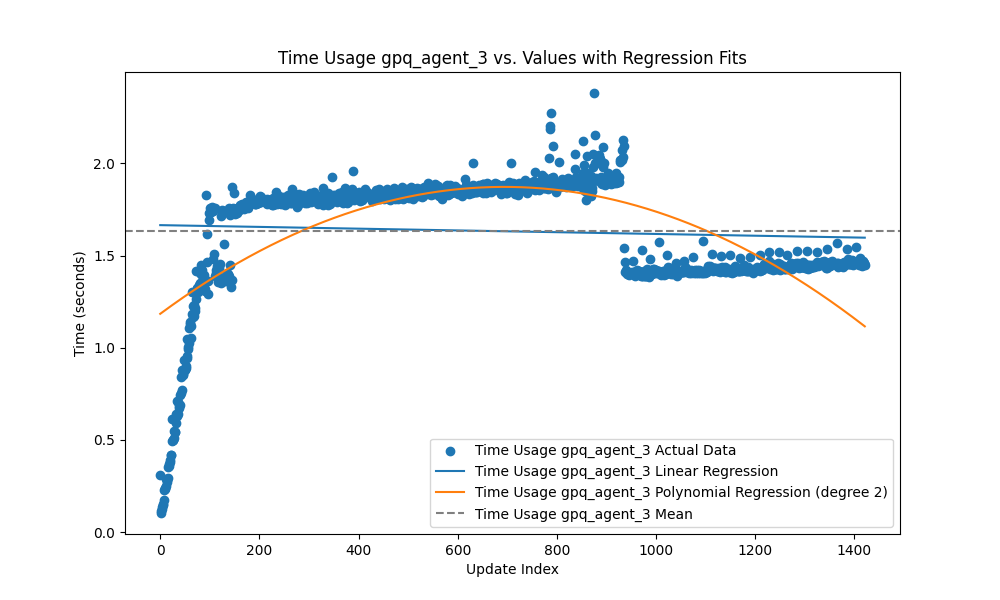 Time Usage gpq_agent_3 vs. Values with Regression Fits
Time (seconds)
2.0
1.5
1.0
0.5
0.0
Time Usage gpq_agent_3 Actual Data
Time Usage gpq_agent_3 Linear Regression
Time Usage gpq_agent_3 Polynomial Regression (degree 2)
Time Usage gpq_agent_3 Mean
0 200 400 600 800 1000 1200 1400
Update Index